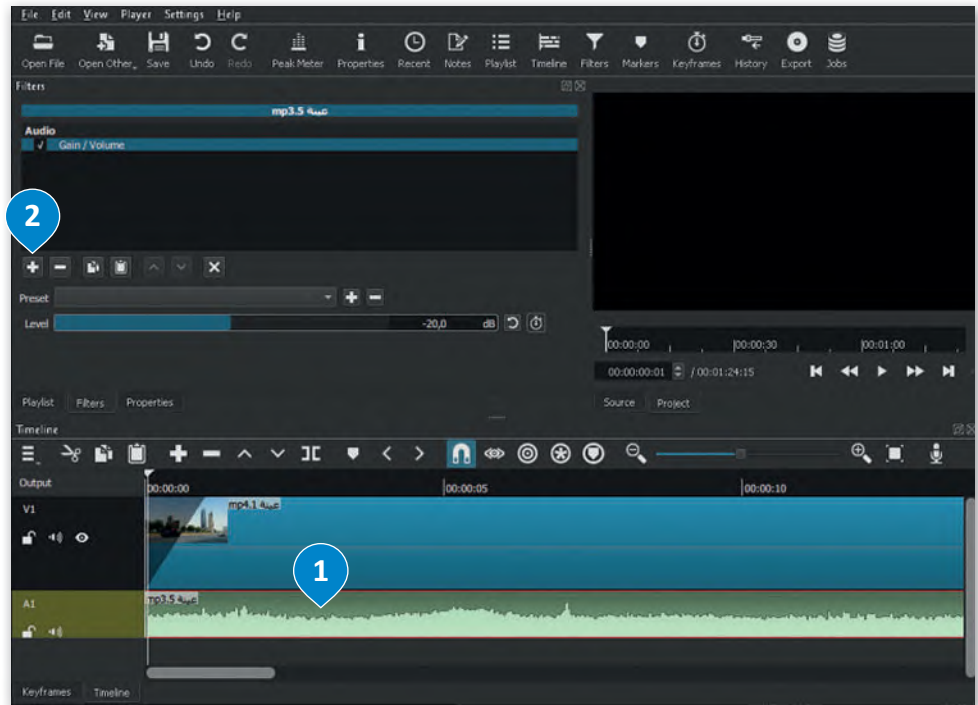 File Edit View Player Settings Help
Open File Open Other... Save Undo Redo Peak Meter Properties Recent Notes Playlist Timeline Filters Markers Keyframes History Export Jobs
Filters
عينة 5.mp3
Audio
Gain / Volume
2
Preset
Level -20,0 dB
00:00:00 00:00:30 00:01:00
00:00:00:01 / 00:01:24:15
Playlist Filters Properties
Source Project
Timeline
Output 00:00:00 00:00:05 00:00:10
V1
عينة 1.mp4
1
A1
عينة 5.mp3
Keyframes Timeline